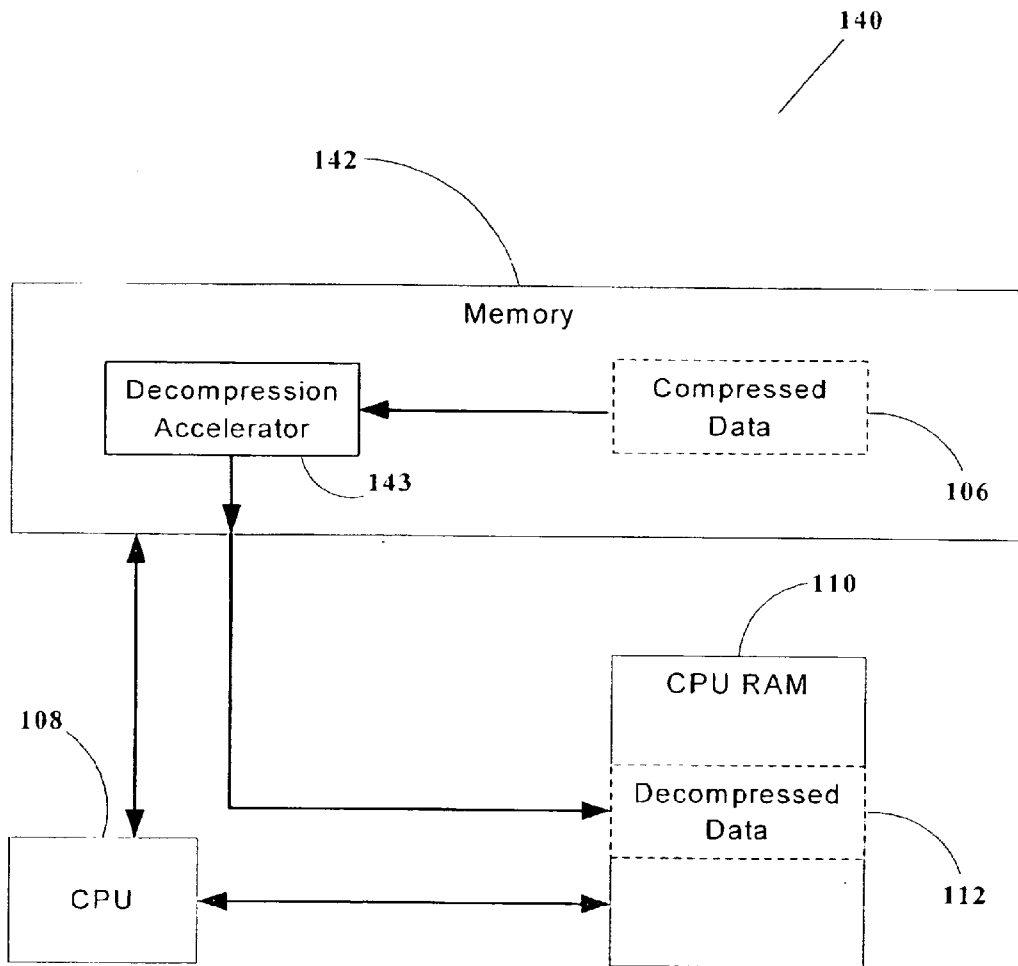 140
142
Memory
Decompression
Accelerator
Compressed
Data
143
106
110
CPU RAM
108
Decompressed
Data
CPU
112